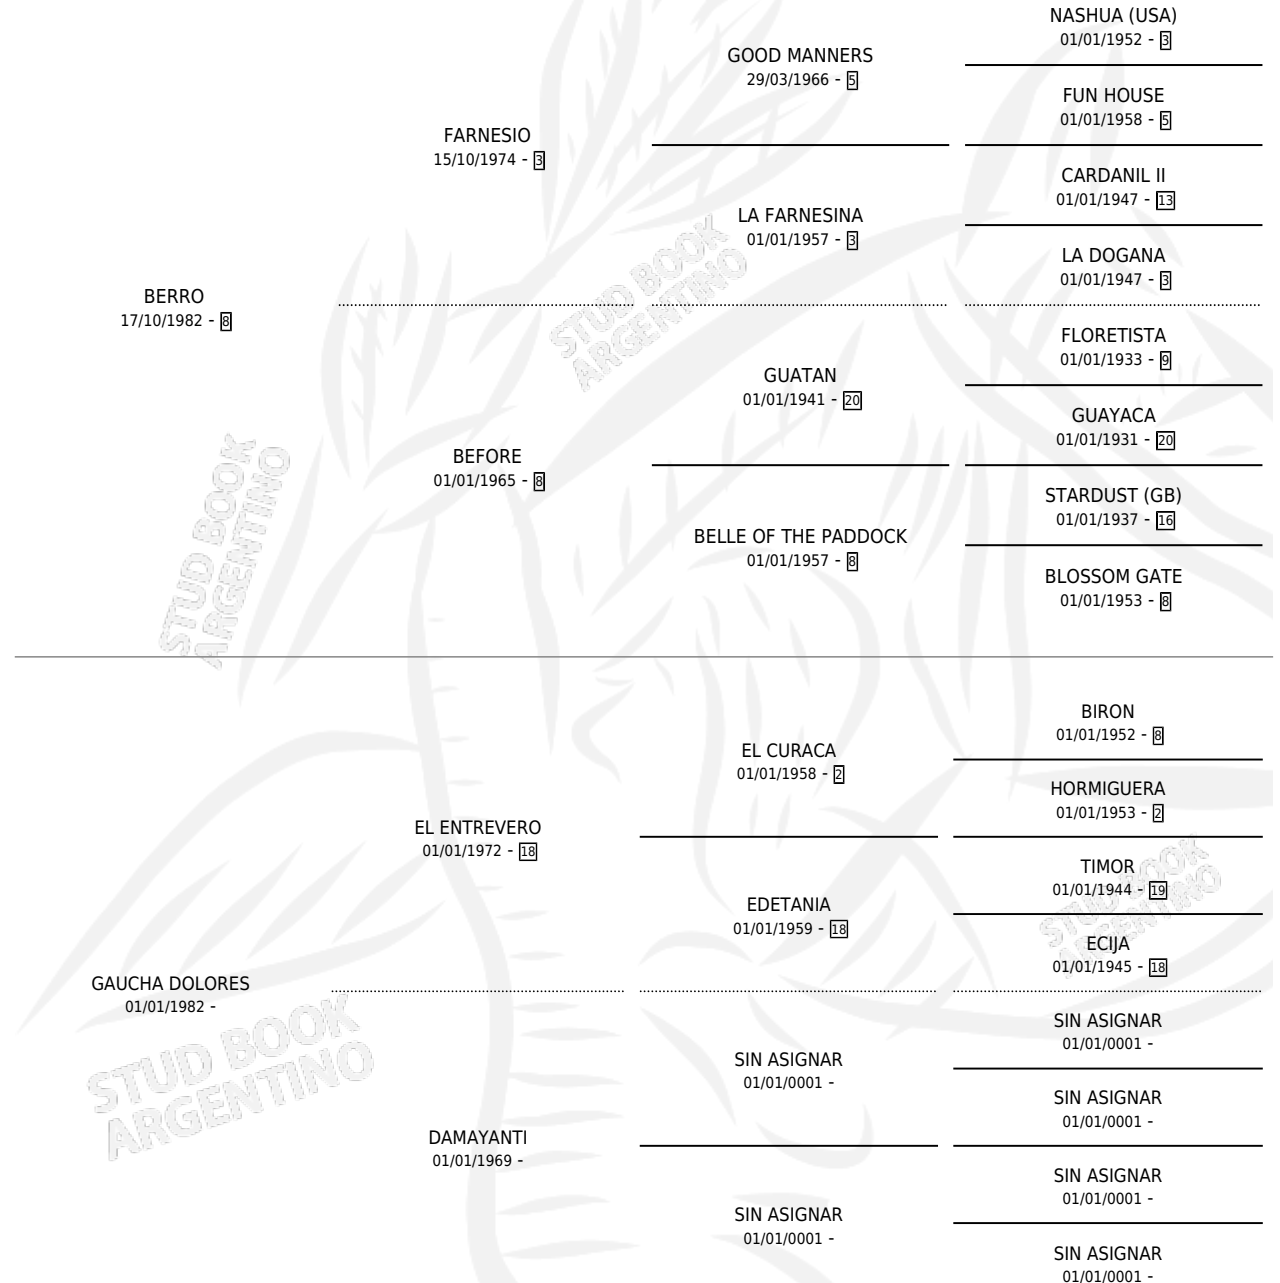 NASHUA (USA)
01/01/1952 - 3
GOOD MANNERS
29/03/1966 - 5
FUN HOUSE
01/01/1958 - 5
FARNESIO
15/10/1974 - 3
CARDANIL II
01/01/1947 - 13
LA FARNESINA
01/01/1957 - 3
LA DOGANA
01/01/1947 - 3
BERRO
17/10/1982 - 8
FLORETISTA
01/01/1933 - 9
GUATAN
01/01/1941 - 20
GUAYACA
01/01/1931 - 20
BEFORE
01/01/1965 - 8
STARDUST (GB)
01/01/1937 - 16
BELLE OF THE PADDOCK
01/01/1957 - 8
BLOSSOM GATE
01/01/1953 - 8
STUD BOOK
ARGENTINO
STUD BOOK
ARGENTINO
BIRON
01/01/1952 - 8
EL CURACA
01/01/1958 - 2
HORMIGUERA
01/01/1953 - 2
EL ENTREVERO
01/01/1972 - 18
TIMOR
01/01/1944 - 19
EDETANIA
01/01/1959 - 18
ECIJA
01/01/1945 - 18
STUD BOOK
ARGENTINO
GAUCHA DOLORES
01/01/1982 -
SIN ASIGNAR
01/01/0001 -
SIN ASIGNAR
01/01/0001 -
SIN ASIGNAR
01/01/0001 -
DAMAYANTI
01/01/1969 -
SIN ASIGNAR
01/01/0001 -
SIN ASIGNAR
01/01/0001 -
SIN ASIGNAR
01/01/0001 -
STUD BOOK
ARGENTINO